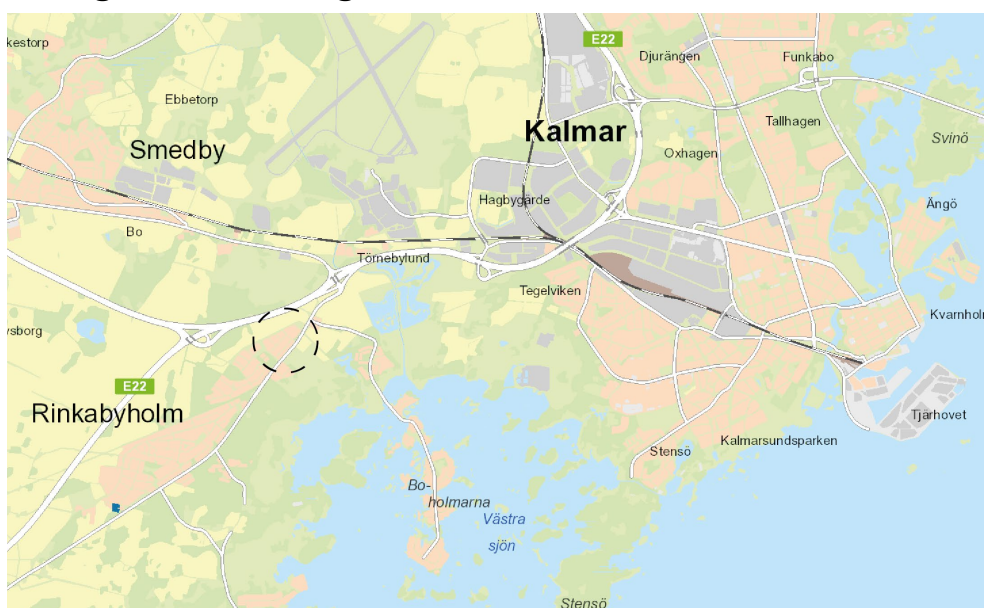 E22
kestorp
Djurängen
Funkabo
Ebbetorp
Tallhagen
Kalmar
Smedby
Svinö
Oxhagen
Hagbygärde
Ängö
Bo
Törnebylund
Tegelviken
Kvarnhol
ysborg
E22
Rinkabyholm
Tjärhovet
Kalmarsundsparken
Stensö
Bo-
holmarna
Västra
sjön
Stensö